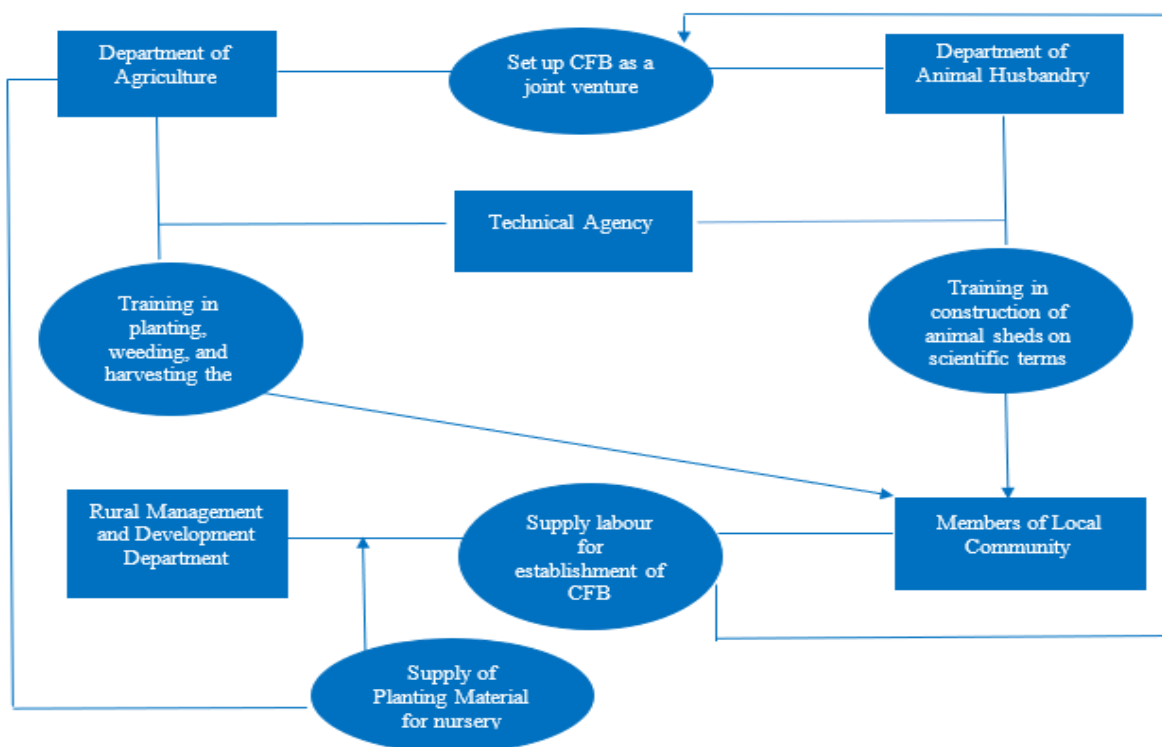 Department of
Agriculture
Set up CFB as a
joint venture
Department of
Animal Husbandry
Technical Agency
Training in
planting,
weeding, and
harvesting the
Training in
construction of
animal sheds on
scientific terms
Rural Management
and Development
Department
Supply labour
for
establishment of
CFB
Members of Local
Community
Supply of
Planting Material
for nursery